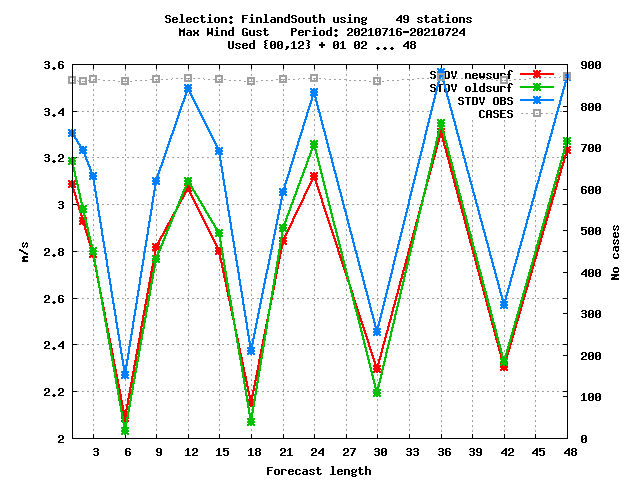 Selection: FinlandSouth using    49 stations
Max Wind Gust   Period: 20210716-20210724
Used {00,12} + 01 02 ... 48
STDV newsurf
STDV oldsurf
STDV OBS
CASES
3,6
3,4
3,2
3
2,8
2,6
2,4
2,2
2
m/s
900
800
700
600
500
400
300
200
100
0
No cases
3 6 9 12 15 18 21 24 27 30 33 36 39 42 45 48
Forecast length